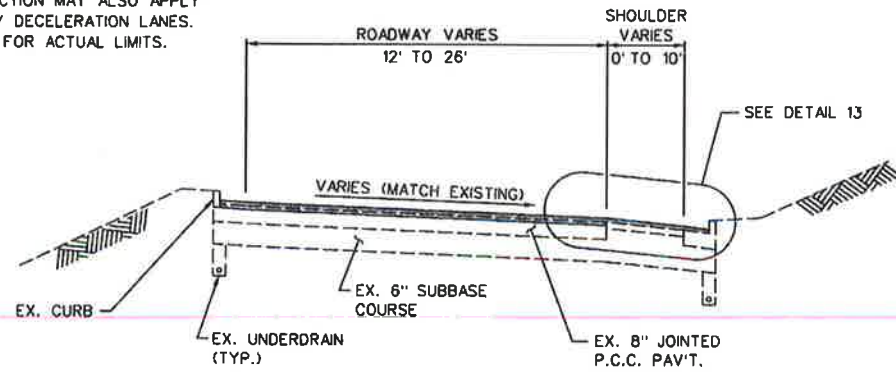 CTION MAY ALSO APPLY
DECELERATION LANES.
FOR ACTUAL LIMITS.
ROADWAY VARIES
12' TO 26'
SHOULDER
VARIES
0' TO 10'
SEE DETAIL 13
VARIES (MATCH EXISTING)
EX. CURB
EX. UNDERDRAIN
(TYP.)
EX. 6" SUBBASE
COURSE
EX. 8" JOINTED
P.C.C. PAV'T.